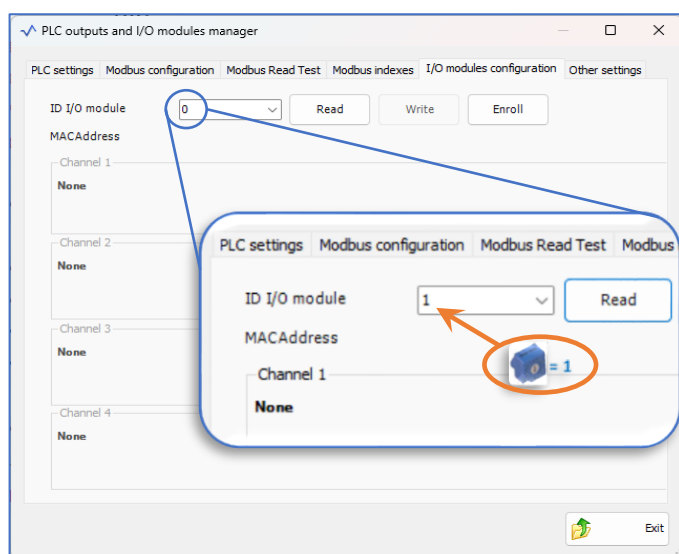 PLC outputs and I/O modules manager
PLC settings Modbus configuration Modbus Read Test Modbus indexes I/O modules configuration Other settings
ID I/O module 0 Read Write Enroll
MACAddress
Channel 1
None
Channel 2
None
Channel 3
None
Channel 4
None
PLC settings Modbus configuration Modbus Read Test Modbus
ID I/O module 1 Read
MACAddress
= 1
Channel 1
None
Exit